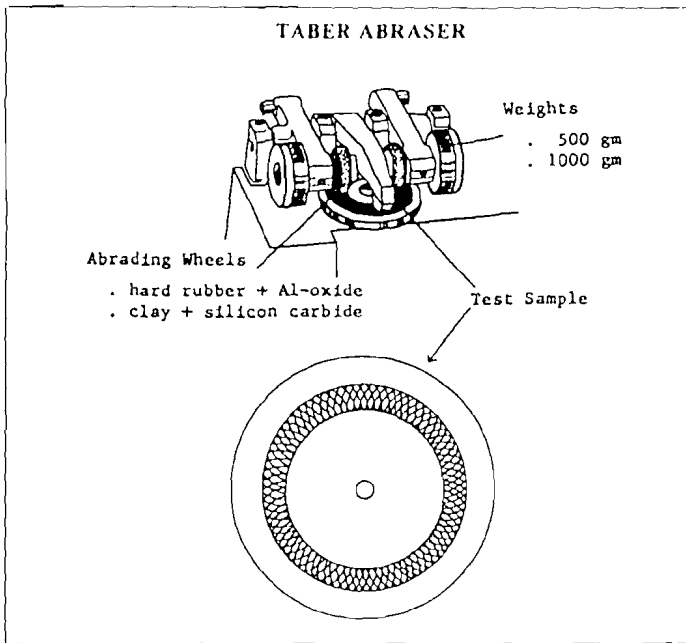 TABER ABRASER
Weights
. 500 gm
. 1000 gm
Abrading Wheels
. hard rubber + Al-oxide
. clay + silicon carbide
Test Sample